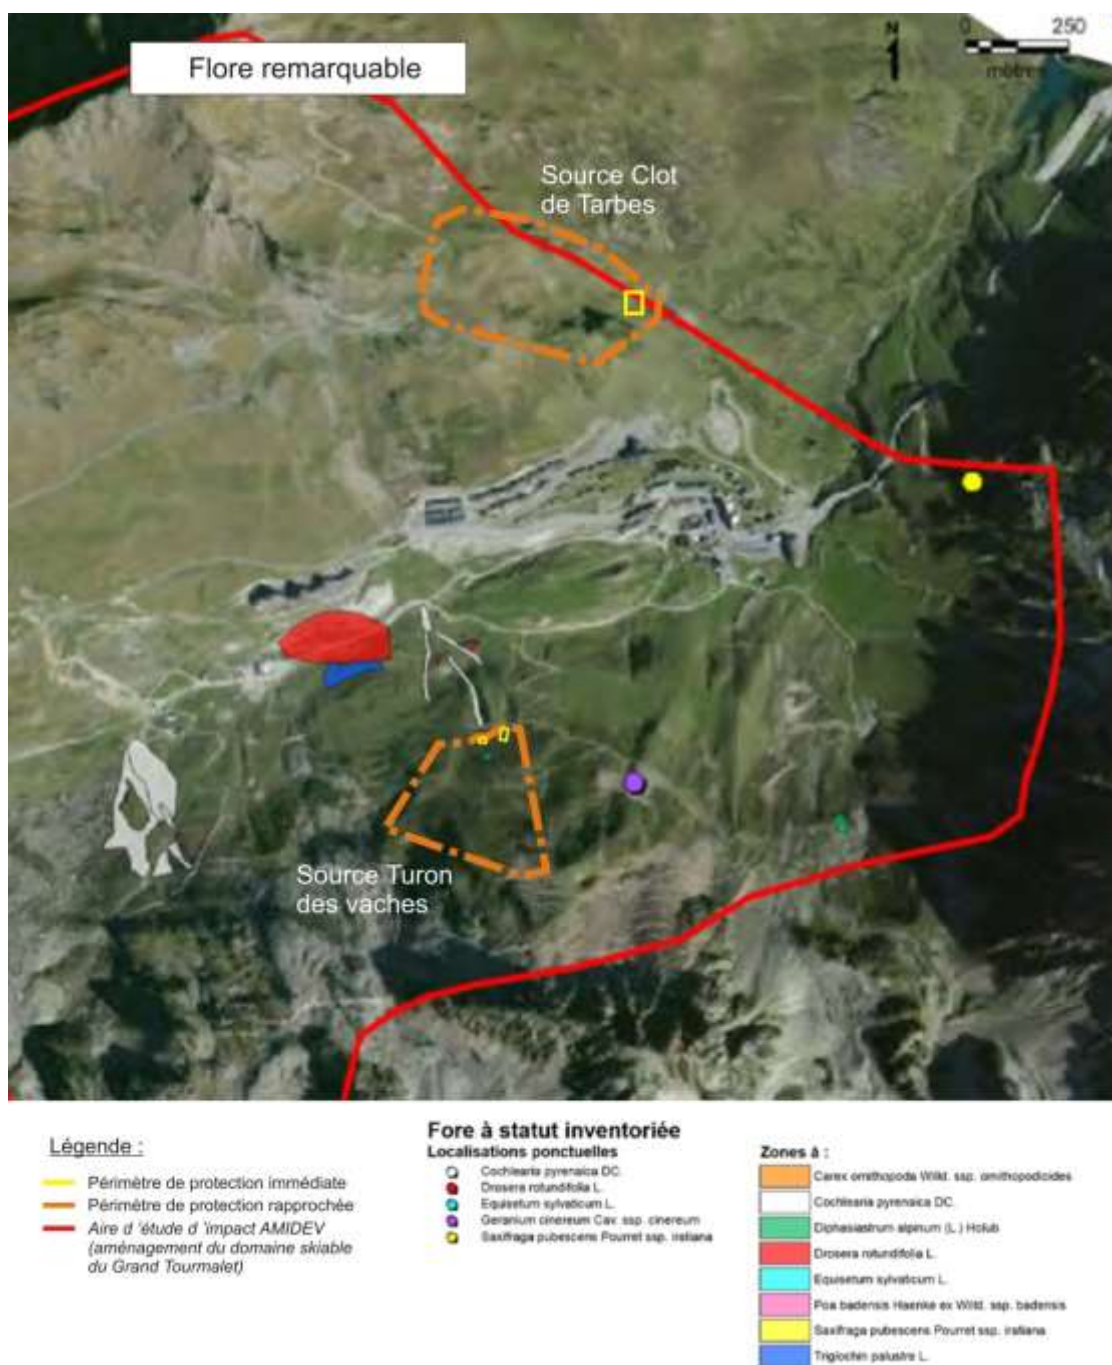 Flore remarquable
N
0 250
mètres
Source Clot
de Tarbes
Source Turon
des vaches
Légende :
Périmètre de protection immédiate
Périmètre de protection rapprochée
Aire d 'étude d 'impact AMIDEV
(aménagement du domaine skiable
du Grand Tourmalet)
Fore à statut inventoriée
Localisations ponctuelles
Cochlearia pyrenaica DC.
Drosera rotundifolia L.
Equisetum sylvaticum L.
Geranium cinereum Cav. ssp. cinereum
Saxifraga pubescens Pourret ssp. iratiana
Zones à :
Carex ornithopoda Willd. ssp. ornithopodioides
Cochlearia pyrenaica DC.
Diphasiastrum alpinum (L.) Holub
Drosera rotundifolia L.
Equisetum sylvaticum L.
Poa badensis Haenke ex Willd. ssp. badensis
Saxifraga pubescens Pourret ssp. iratiana
Triglochin palustre L.